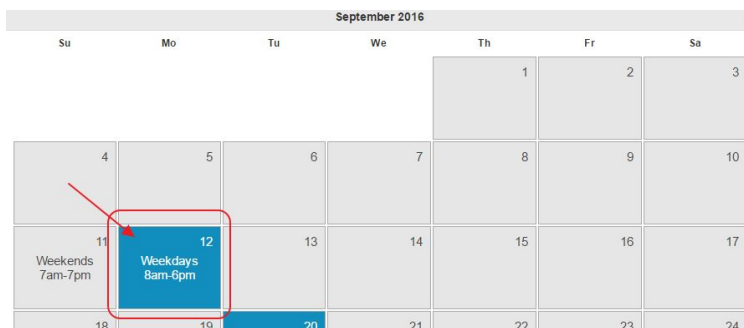 September 2016
Su Mo Tu We Th Fr Sa
1 2 3
4 5 6 7 8 9 10
11 12 13 14 15 16 17
Weekends Weekdays
7am-7pm 8am-6pm
18 19 20 21 22 23 24